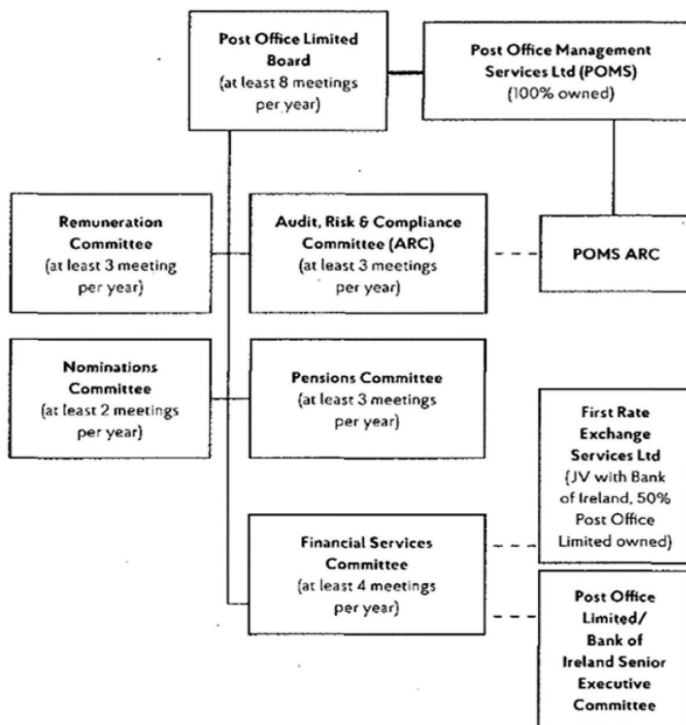 Post Office Limited
Board
(at least 8 meetings
per year)
Post Office Management
Services Ltd (POMS)
(100% owned)
Remuneration
Committee
(at least 3 meeting
per year)
Audit, Risk & Compliance
Committee (ARC)
(at least 3 meetings
per year)
POMS ARC
Nominations
Committee
(at least 2 meetings
per year)
Pensions Committee
(at least 3 meetings
per year)
First Rate
Exchange
Services Ltd
(JV with Bank
of Ireland, 50%
Post Office
Limited owned)
Financial Services
Committee
(at least 4 meetings
per year)
Post Office
Limited/
Bank of
Ireland Senior
Executive
Committee